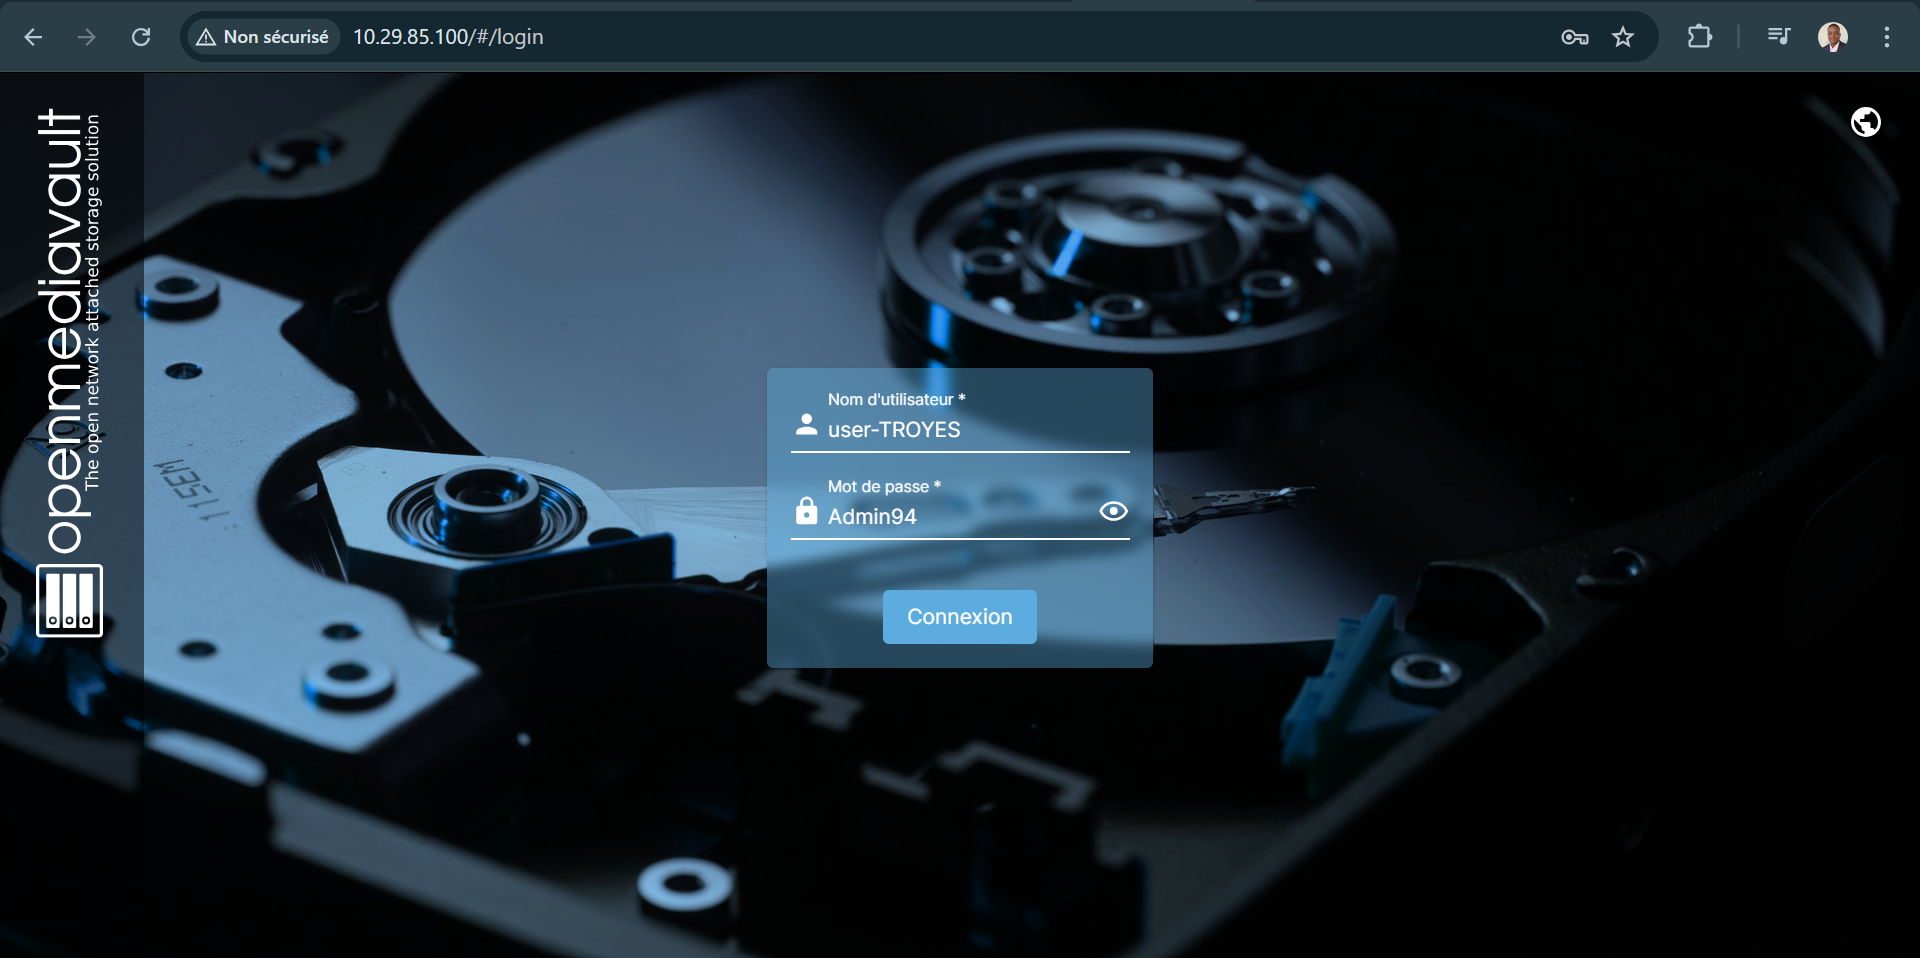 Non sécurisé
10.29.85.100/#/login
openmediavault
The open network attached storage solution
Nom d'utilisateur *
user-TROYES
Mot de passe *
Admin94
Connexion